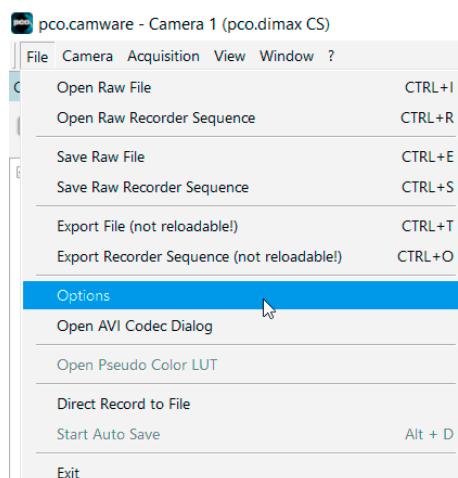 pco pco.camware - Camera 1 (pco.dimax CS)
File Camera Acquisition View Window ?
Open Raw File CTRL+I
Open Raw Recorder Sequence CTRL+R
Save Raw File CTRL+E
Save Raw Recorder Sequence CTRL+S
Export File (not reloadable!) CTRL+T
Export Recorder Sequence (not reloadable!) CTRL+O
Options
Open AVI Codec Dialog
Open Pseudo Color LUT
Direct Record to File
Start Auto Save Alt + D
Exit